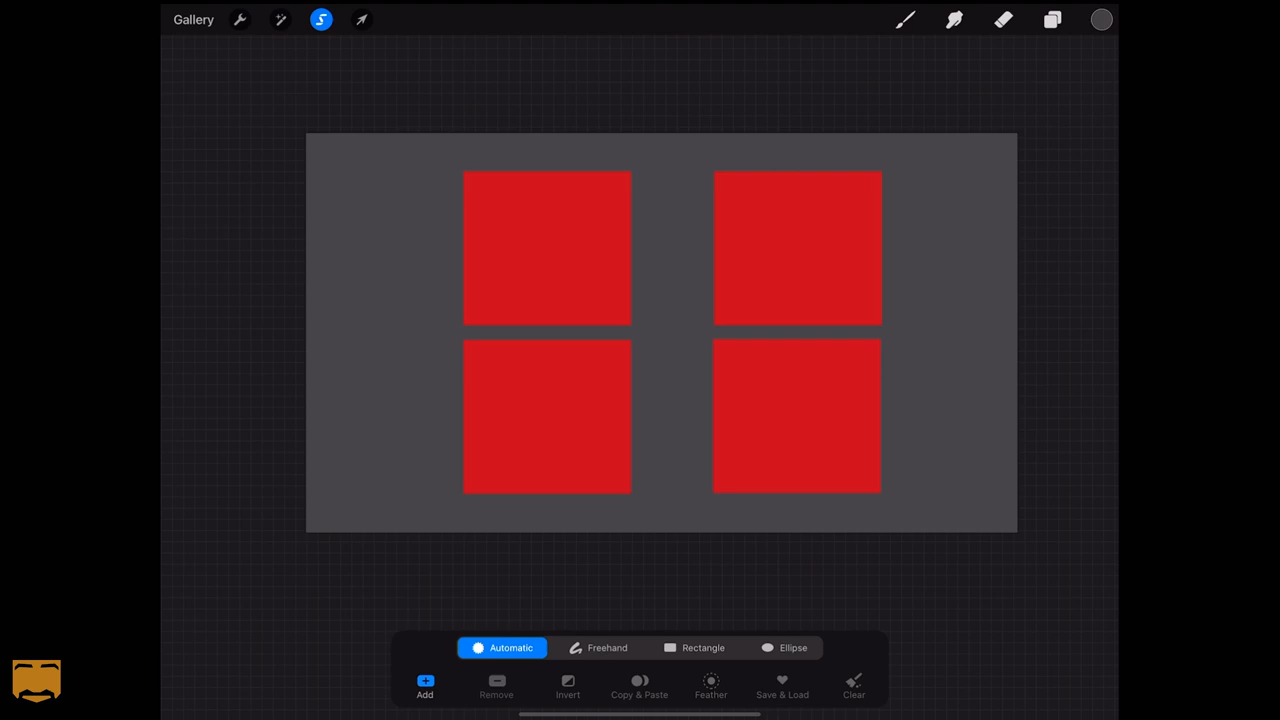 Gallery
Automatic Freehand Rectangle Ellipse
Add Remove Invert Copy & Paste Feather Save & Load Clear